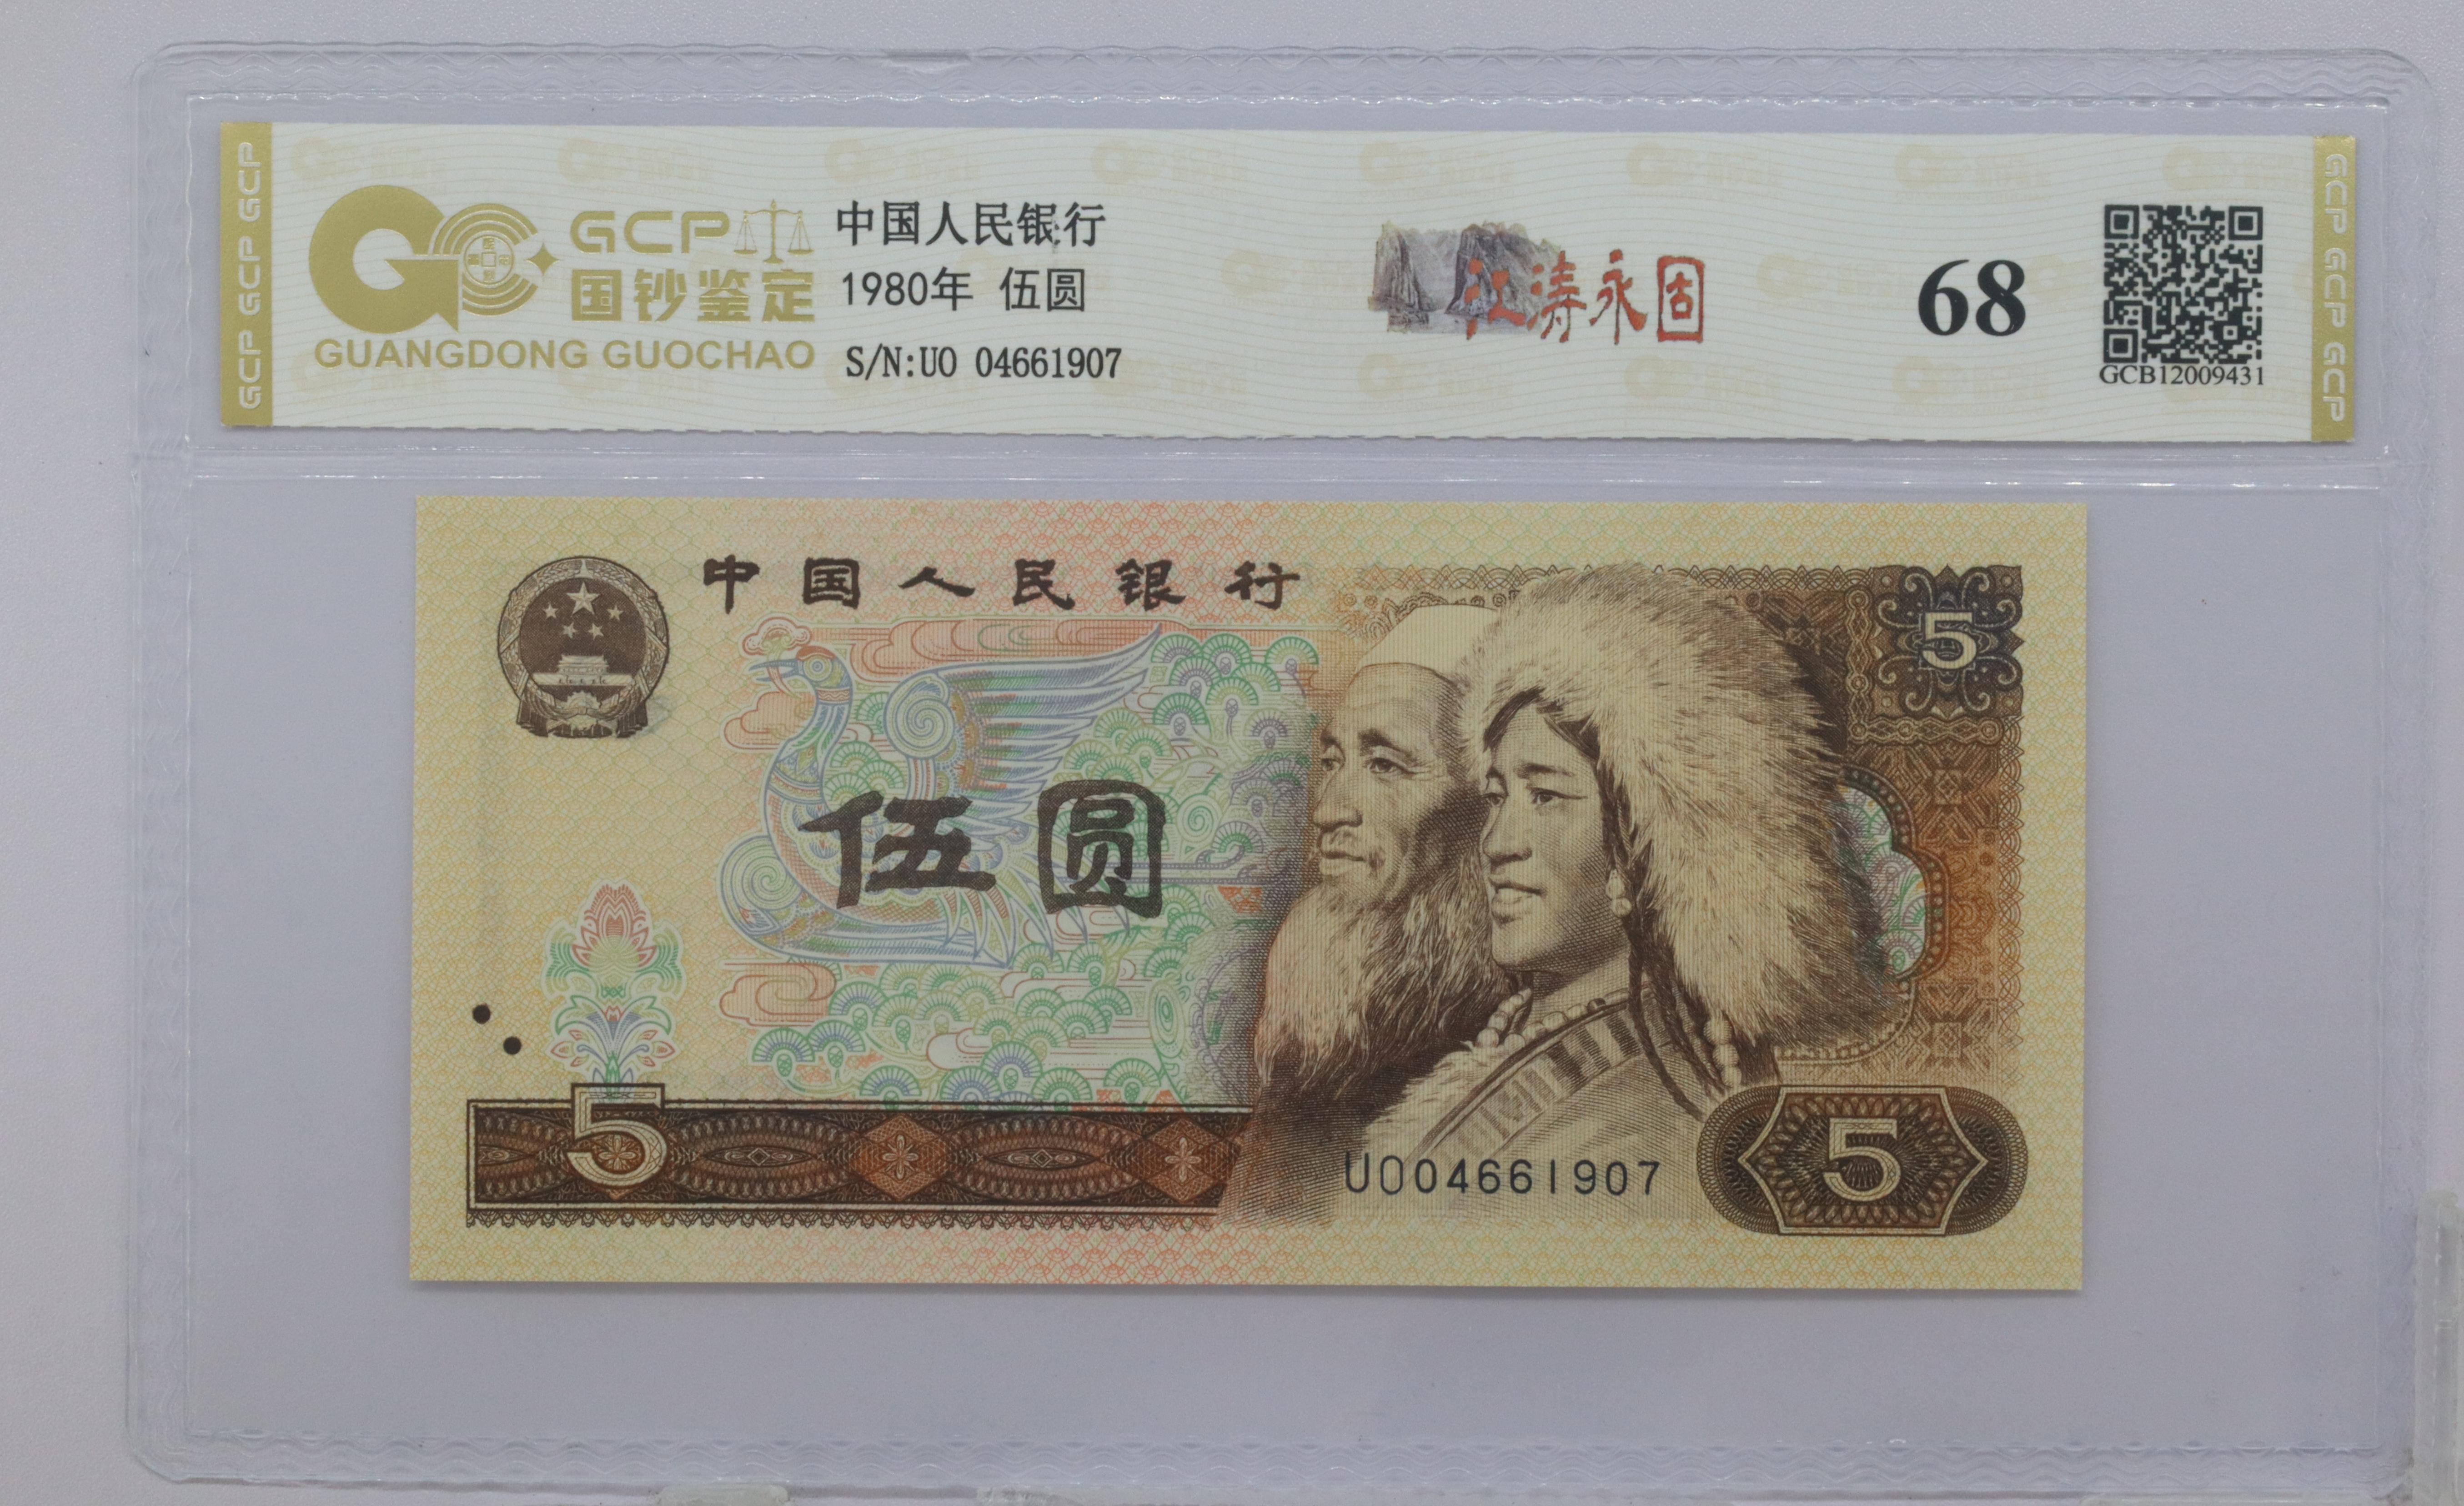 GCP GCP GCP
GCP
国钞鉴定
GUANGDONG GUOCHAO
中国人民银行
1980年 伍圆
S/N:UO 04661907
江涛永固
68
GCB12009431
GCP GCP GCP
中国人民银行
5
伍圆
5
UO04661907
5